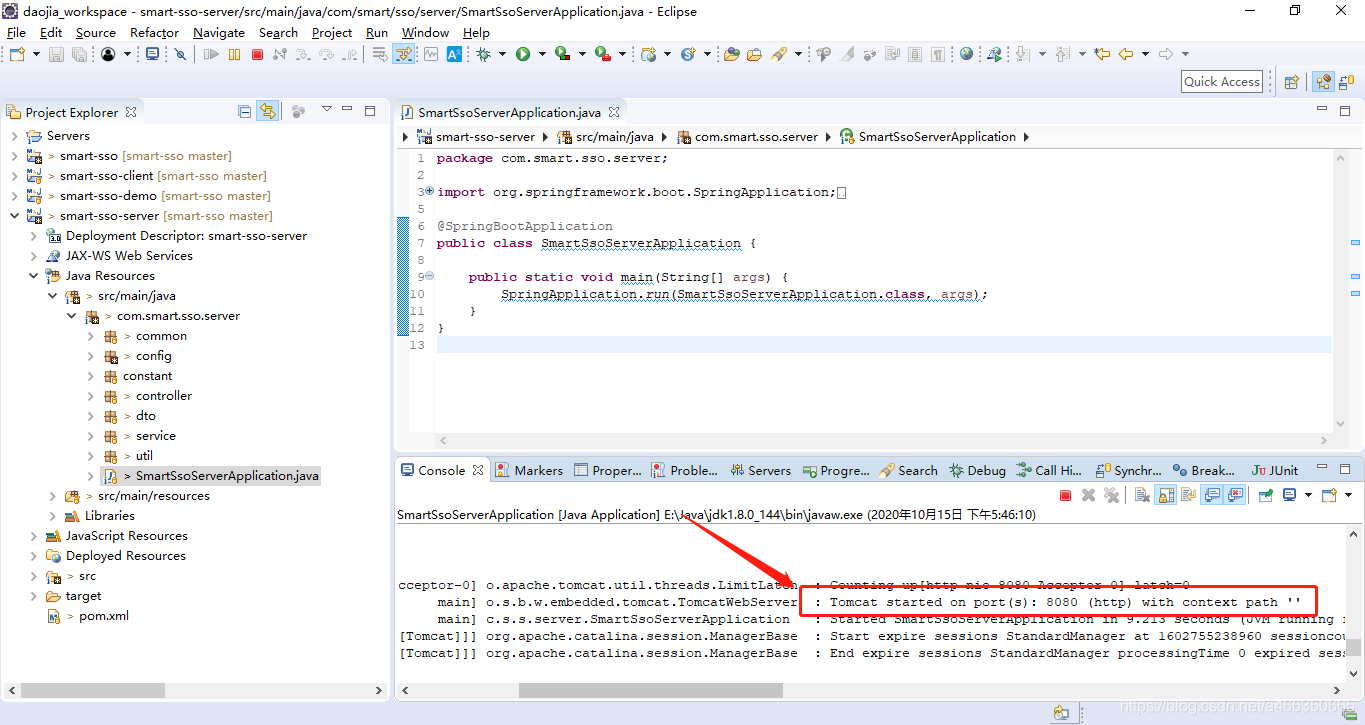 daojia_workspace - smart-sso-server/src/main/java/com/smart/sso/server/SmartSsoServerApplication.java - Eclipse
File Edit Source Refactor Navigate Search Project Run Window Help
Quick Access
Project Explorer
Servers
> smart-sso [smart-sso master]
> smart-sso-client [smart-sso master]
> smart-sso-demo [smart-sso master]
> smart-sso-server [smart-sso master]
Deployment Descriptor: smart-sso-server
JAX-WS Web Services
Java Resources
> src/main/java
> com.smart.sso.server
> common
> config
constant
> controller
> dto
> service
> util
> SmartSsoServerApplication.java
> src/main/resources
Libraries
JavaScript Resources
Deployed Resources
> src
target
> pom.xml
SmartSsoServerApplication.java
smart-sso-server src/main/java com.smart.sso.server SmartSsoServerApplication
1 package com.smart.sso.server;
2
3 import org.springframework.boot.SpringApplication;
5
6 @SpringBootApplication
7 public class SmartSsoServerApplication {
8
9 public static void main(String[] args) {
10 SpringApplication.run(SmartSsoServerApplication.class, args);
11 }
12 }
13
Console Markers Proper... Proble... Servers Progre... Search Debug Call Hi... Synchr... Break... JUnit
SmartSsoServerApplication [Java Application] E:\Java\jdk1.8.0_144\bin\javaw.exe (2020年10月15日 下午5:46:10)
cceptor-0] o.apache.tomcat.util.threads.LimitLatch : Counting up[http-nio-8080-Acceptor-0] latch=0
main] o.s.b.w.embedded.tomcat.TomcatWebServer : Tomcat started on port(s): 8080 (http) with context path ''
main] c.s.s.server.SmartSsoServerApplication : Started SmartSsoServerApplication in 9.213 seconds (JVM running
[Tomcat]]] org.apache.catalina.session.ManagerBase : Start expire sessions StandardManager at 1602755238960 sessioncou
[Tomcat]]] org.apache.catalina.session.ManagerBase : End expire sessions StandardManager processingTime 0 expired ses